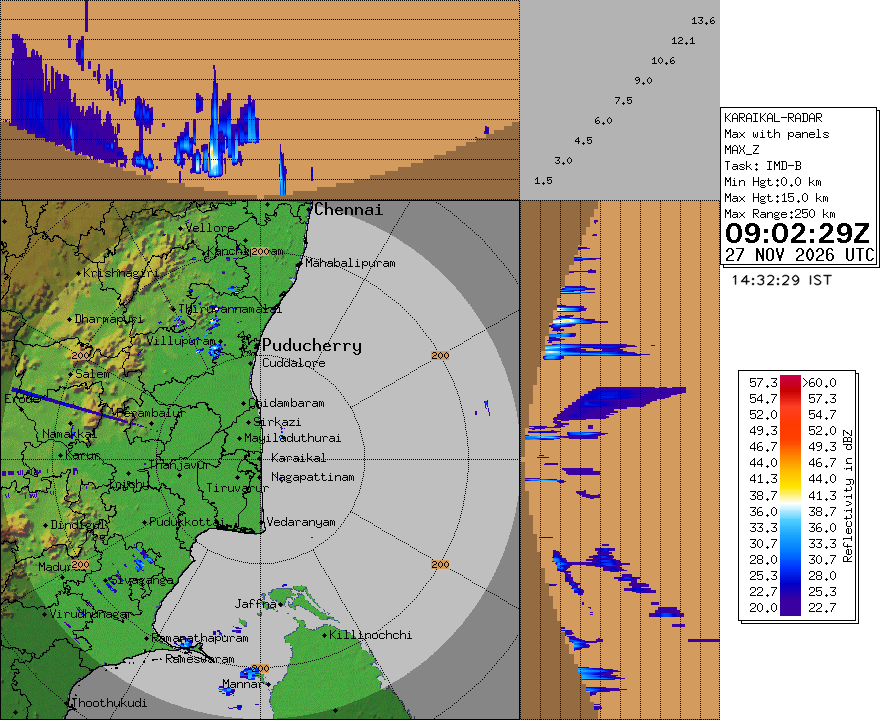 13.6
12.1
10.6
9.0
7.5
6.0
4.5
3.0
1.5
KARAIKAL-RADAR
Max with panels
MAX_Z
Task: IMD-B
Min Hgt:0.0 km
Max Hgt:15.0 km
Max Range:250 km
09:02:29Z
27 NOV 2026 UTC
14:32:29 IST
Chennai
Vellore
200
Mahabalipuram
Krishnagiri
Thiruvannamalai
Dharmapuri
Villupuram
Puducherry
200
200
Cuddalore
Salem
Erode
Perambalur
Chidambaram
Sirkazi
Namakkal
Mayiladuthurai
Karur
Thanjavur
Karaikal
Nagapattinam
Tiruvarur
Dindigul
Pudukkottai
Vedaranyam
Madurai
200
200
Sivaganga
Jaffna
Virudhunagar
Ramanathapuram
Killinochchi
Rameswaram
200
Mannar
Thoothukudi
57.3 >60.0
54.7 57.3
52.0 54.7
49.3 52.0
46.7 49.3
44.0 46.7
41.3 44.0
38.7 41.3
36.0 38.7
33.3 36.0
30.7 33.3
28.0 30.7
25.3 28.0
22.7 25.3
20.0 22.7
Reflectivity in dBZ